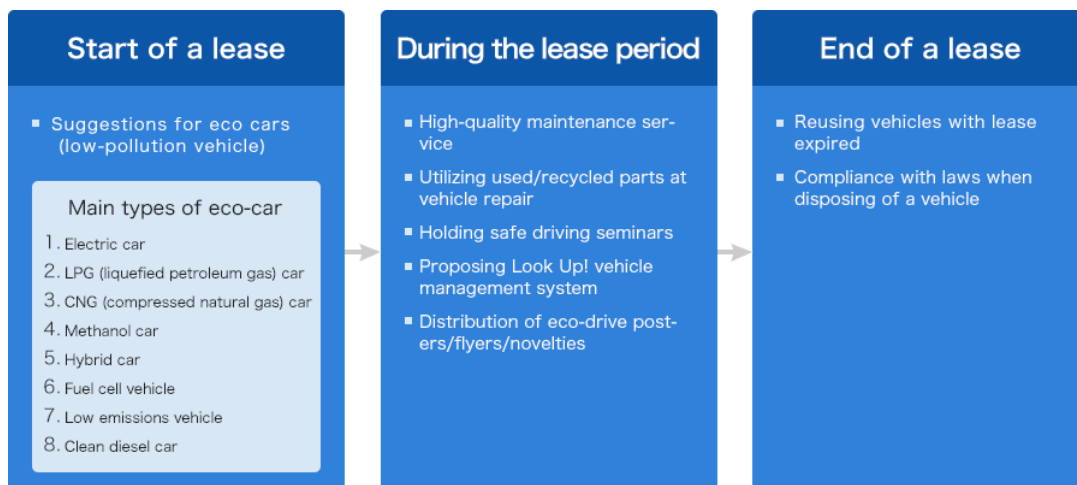 Start of a lease
▪ Suggestions for eco cars
(low-pollution vehicle)
Main types of eco-car
1. Electric car
2. LPG (liquefied petroleum gas) car
3. CNG (compressed natural gas) car
4. Methanol car
5. Hybrid car
6. Fuel cell vehicle
7. Low emissions vehicle
8. Clean diesel car
During the lease period
▪ High-quality maintenance ser-
vice
▪ Utilizing used/recycled parts at
vehicle repair
▪ Holding safe driving seminars
▪ Proposing Look Up! vehicle
management system
▪ Distribution of eco-drive post-
ers/flyers/novelties
End of a lease
▪ Reusing vehicles with lease
expired
▪ Compliance with laws when
disposing of a vehicle